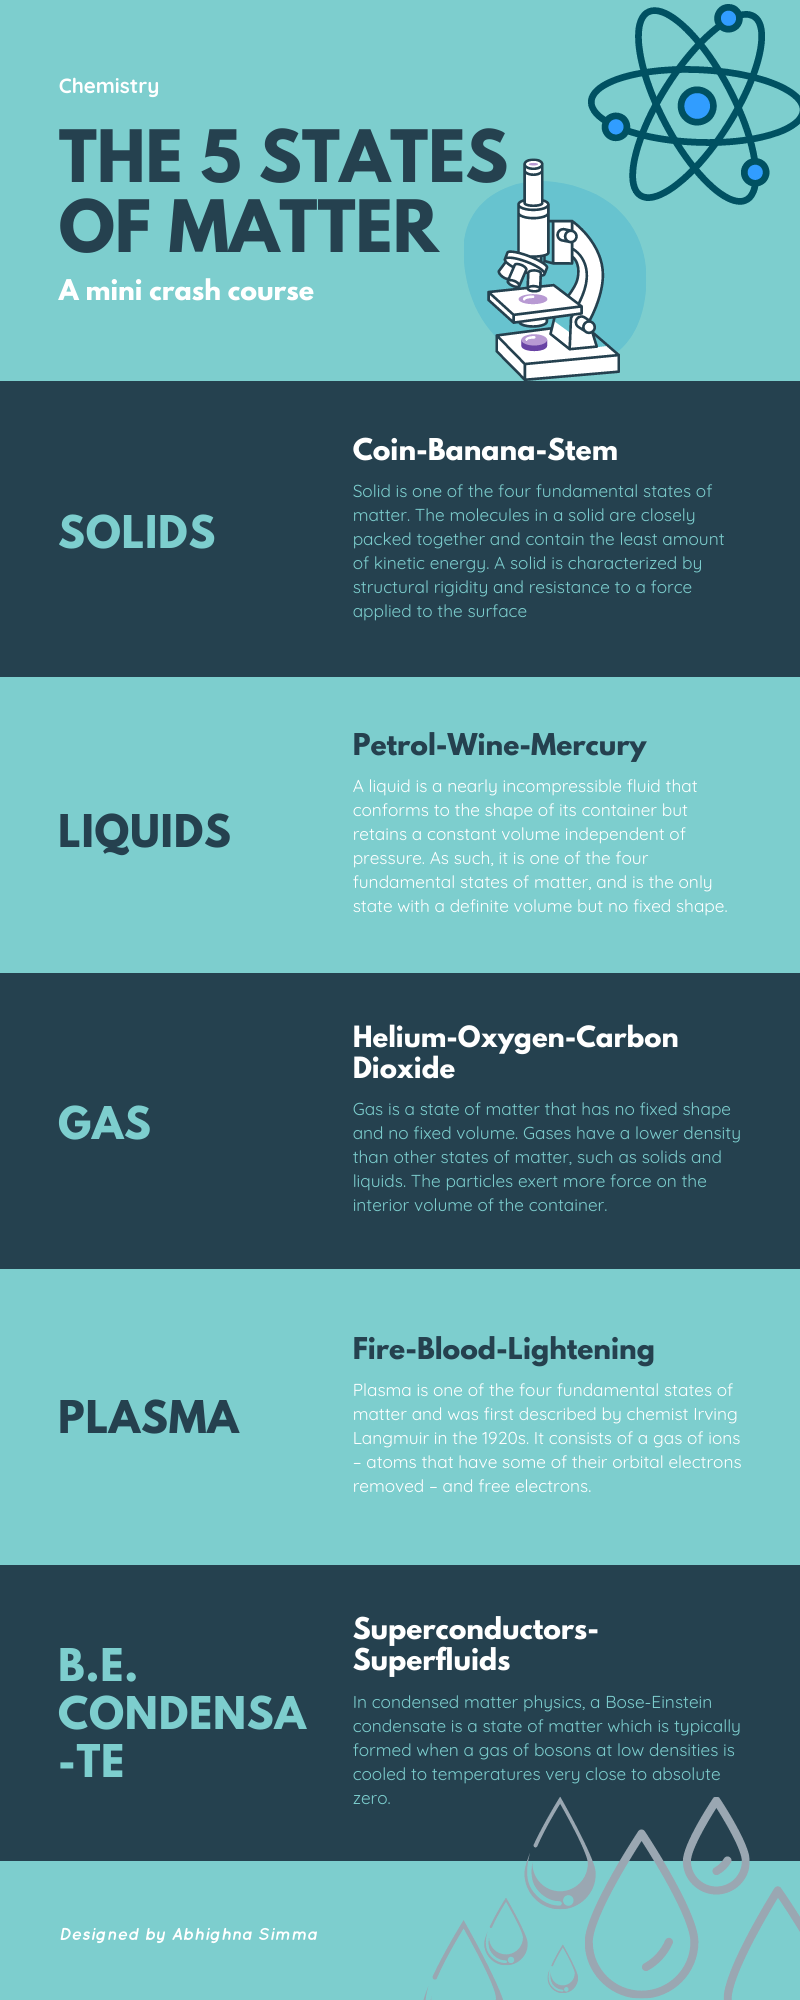 Chemistry
THE 5 STATES
OF MATTER
A mini crash course
SOLIDS
Coin-Banana-Stem
Solid is one of the four fundamental states of
matter. The molecules in a solid are closely
packed together and contain the least amount
of kinetic energy. A solid is characterized by
structural rigidity and resistance to a force
applied to the surface
LIQUIDS
Petrol-Wine-Mercury
A liquid is a nearly incompressible fluid that
conforms to the shape of its container but
retains a constant volume independent of
pressure. As such, it is one of the four
fundamental states of matter, and is the only
state with a definite volume but no fixed shape.
GAS
Helium-Oxygen-Carbon
Dioxide
Gas is a state of matter that has no fixed shape
and no fixed volume. Gases have a lower density
than other states of matter, such as solids and
liquids. The particles exert more force on the
interior volume of the container.
PLASMA
Fire-Blood-Lightening
Plasma is one of the four fundamental states of
matter and was first described by chemist Irving
Langmuir in the 1920s. It consists of a gas of ions
– atoms that have some of their orbital electrons
removed – and free electrons.
B.E.
CONDENSA
-TE
Superconductors-
Superfluids
In condensed matter physics, a Bose-Einstein
condensate is a state of matter which is typically
formed when a gas of bosons at low densities is
cooled to temperatures very close to absolute
zero.
Designed by Abhighna Simma